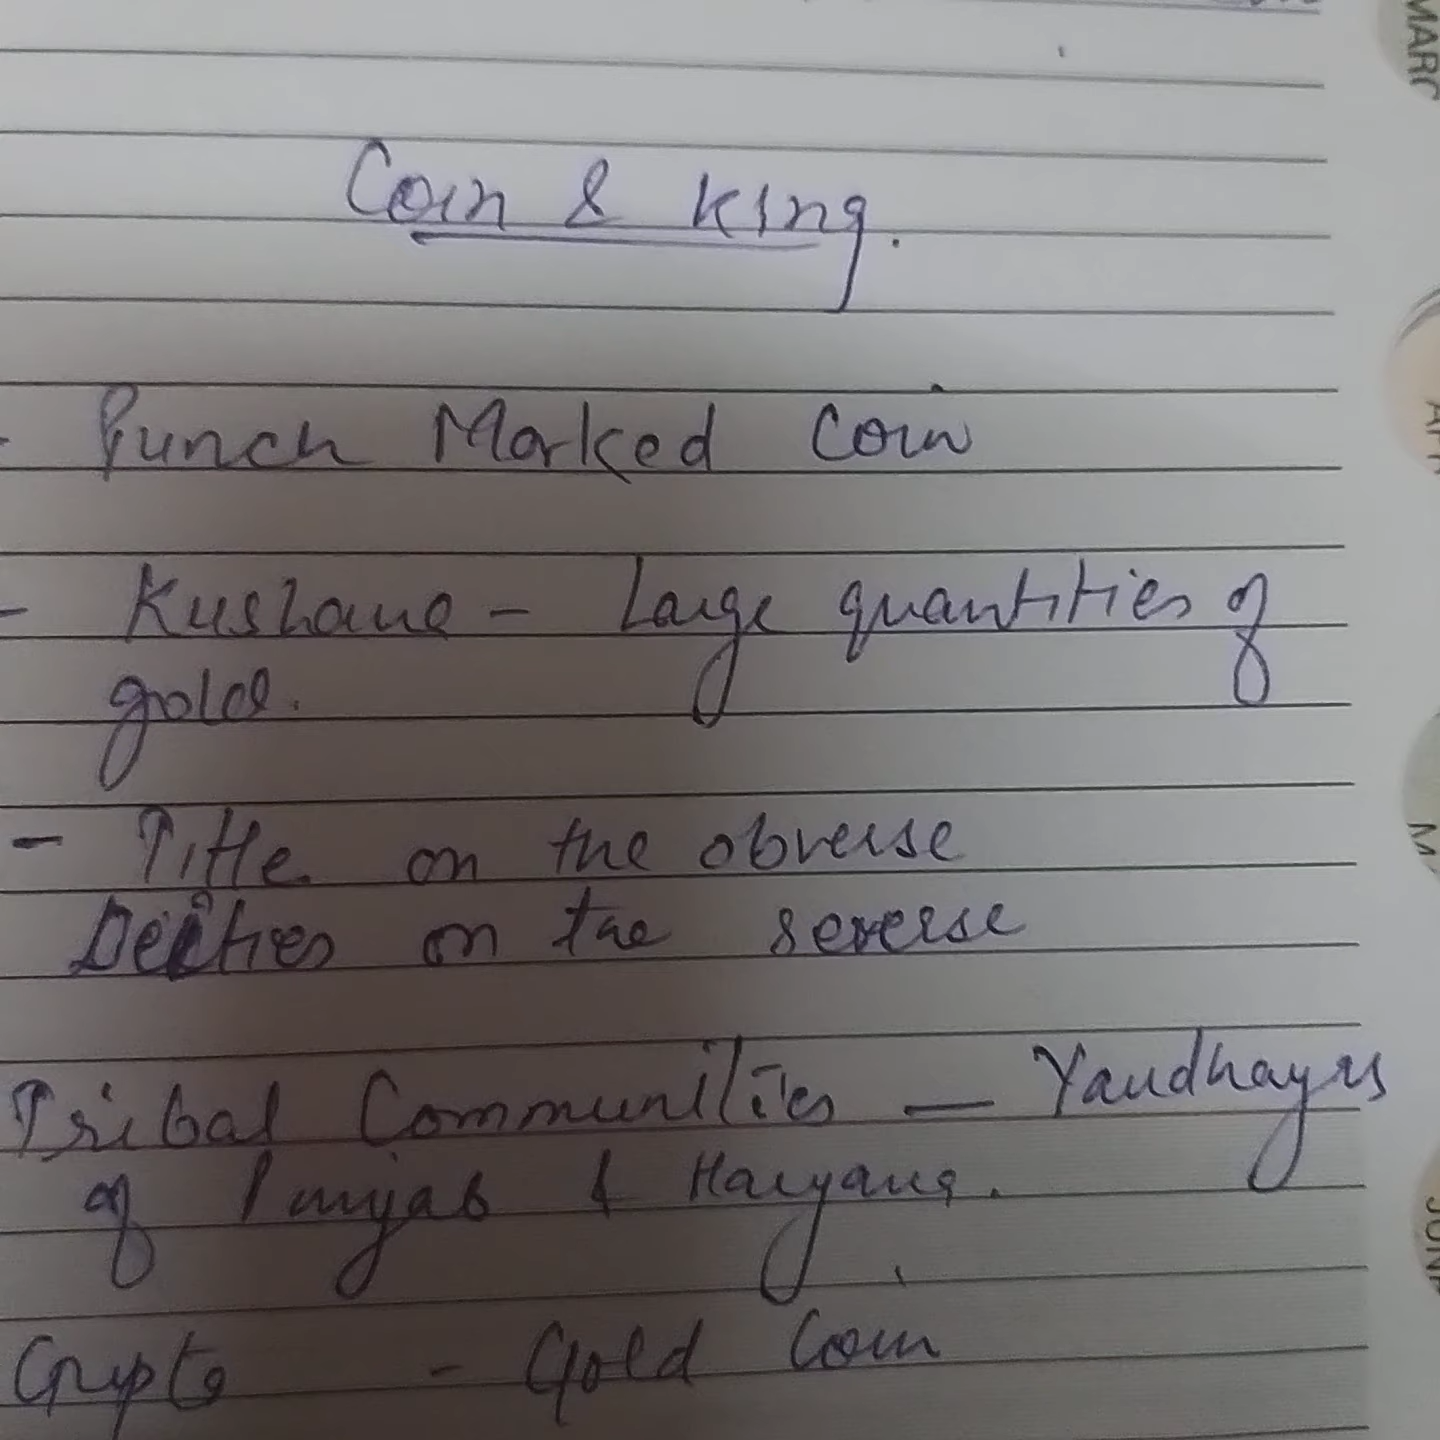 MARC
Coin & King.
- Punch Marked Coin
- Kushana - Large quantities of
gold.
- Title on the obverse
Deities on the reverse
Tribal Communities — Yaudhayas
of Punjab & Haryana.
Gupta - Gold Coin